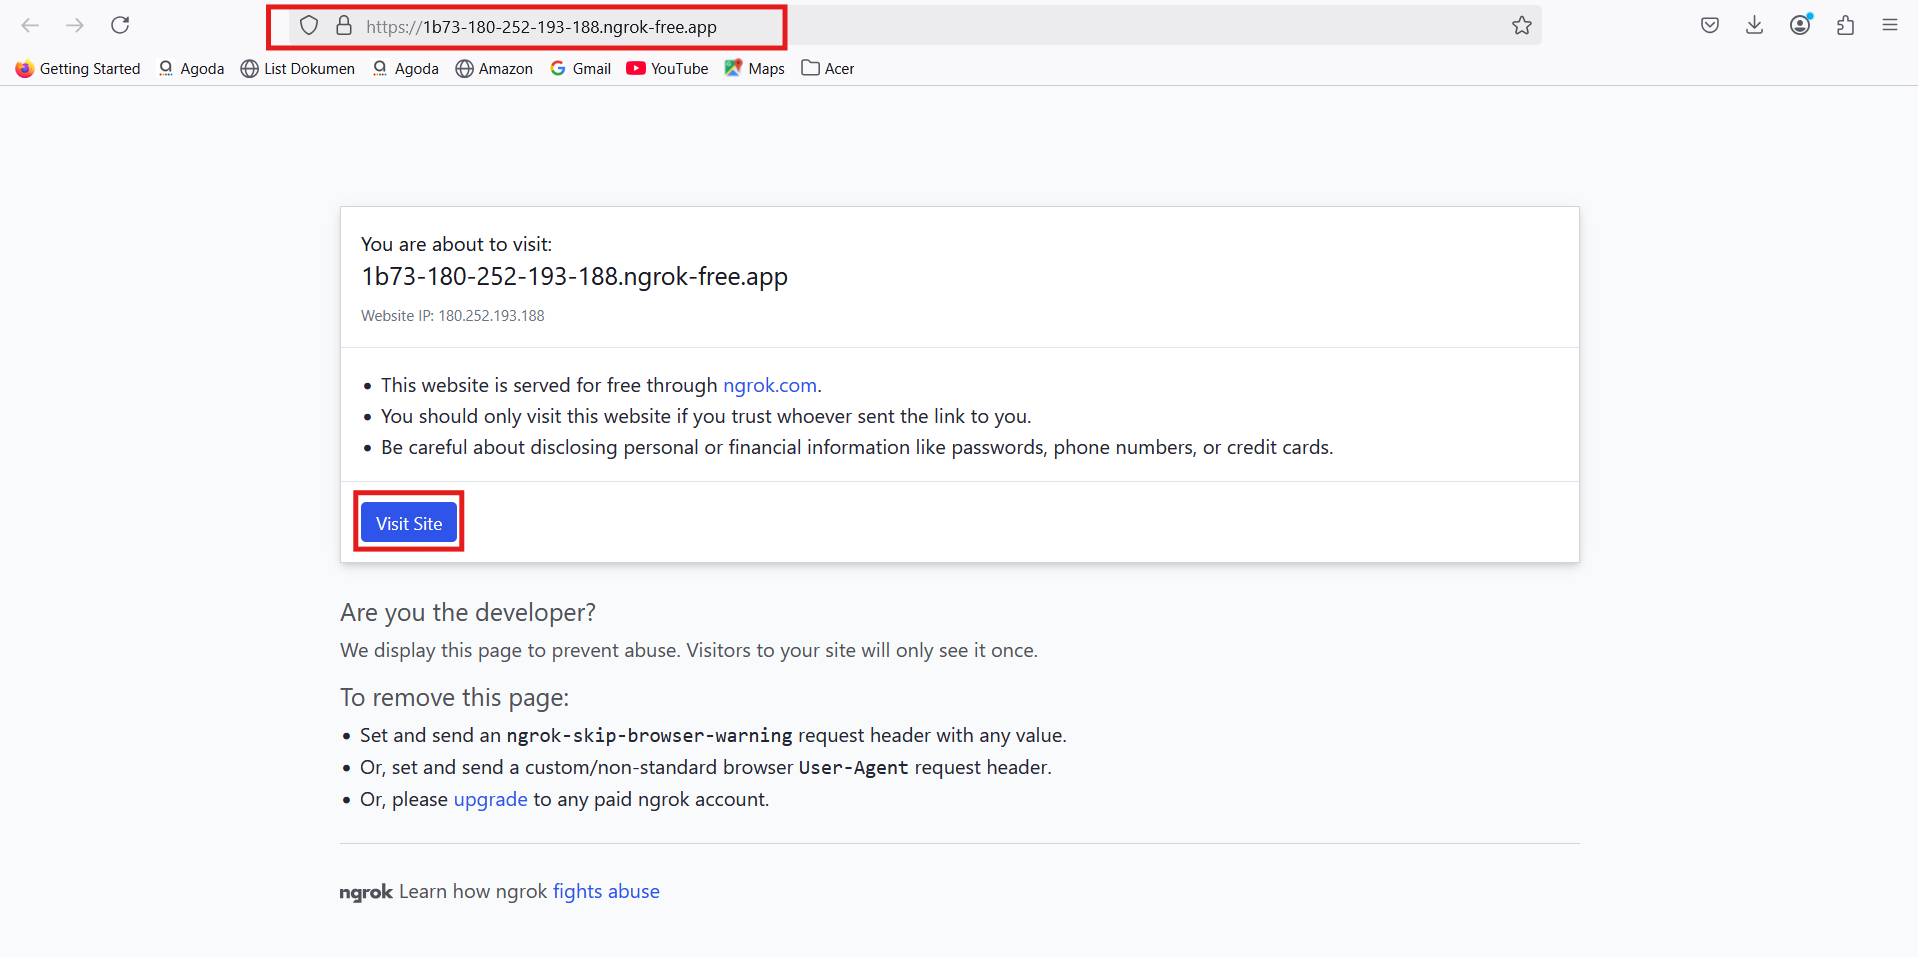 https://1b73-180-252-193-188.ngrok-free.app
Getting Started Agoda List Dokumen Agoda Amazon Gmail YouTube Maps Acer
You are about to visit:
1b73-180-252-193-188.ngrok-free.app
Website IP: 180.252.193.188
• This website is served for free through ngrok.com.
• You should only visit this website if you trust whoever sent the link to you.
• Be careful about disclosing personal or financial information like passwords, phone numbers, or credit cards.
Visit Site
Are you the developer?
We display this page to prevent abuse. Visitors to your site will only see it once.
To remove this page:
• Set and send an ngrok-skip-browser-warning request header with any value.
• Or, set and send a custom/non-standard browser User-Agent request header.
• Or, please upgrade to any paid ngrok account.
ngrok Learn how ngrok fights abuse